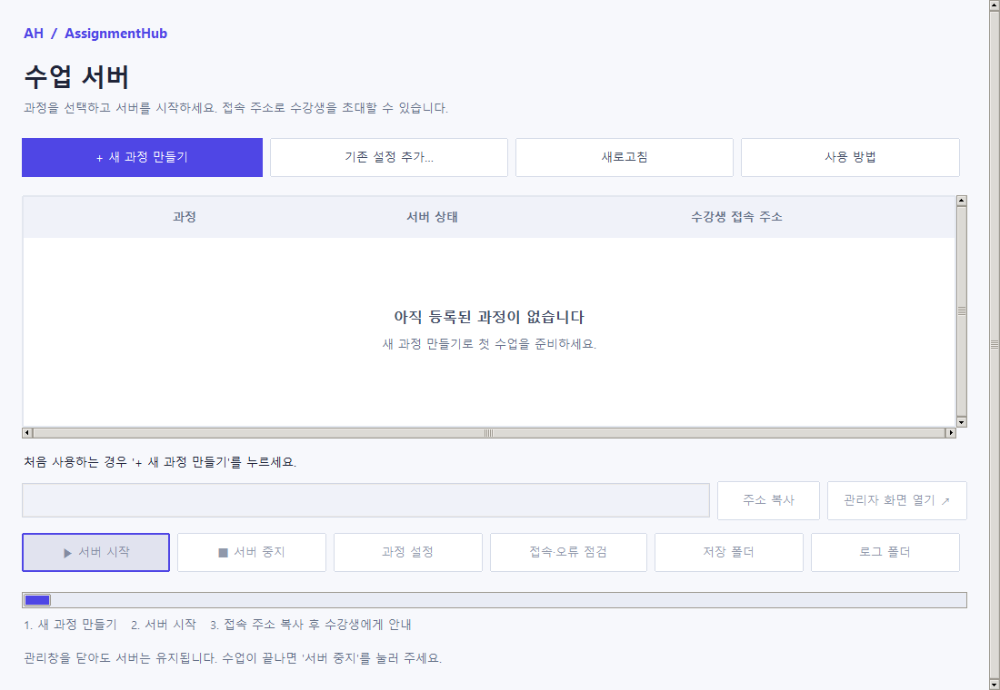 AH / AssignmentHub
수업 서버
과정을 선택하고 서버를 시작하세요. 접속 주소로 수강생을 초대할 수 있습니다.
+ 새 과정 만들기
기존 설정 추가...
새로고침
사용 방법
과정
서버 상태
수강생 접속 주소
아직 등록된 과정이 없습니다
새 과정 만들기로 첫 수업을 준비하세요.
처음 사용하는 경우 '+ 새 과정 만들기'를 누르세요.
주소 복사
관리자 화면 열기 ↗
▶ 서버 시작
■ 서버 중지
과정 설정
접속·오류 점검
저장 폴더
로그 폴더
1. 새 과정 만들기 2. 서버 시작 3. 접속 주소 복사 후 수강생에게 안내
관리창을 닫아도 서버는 유지됩니다. 수업이 끝나면 '서버 중지'를 눌러 주세요.